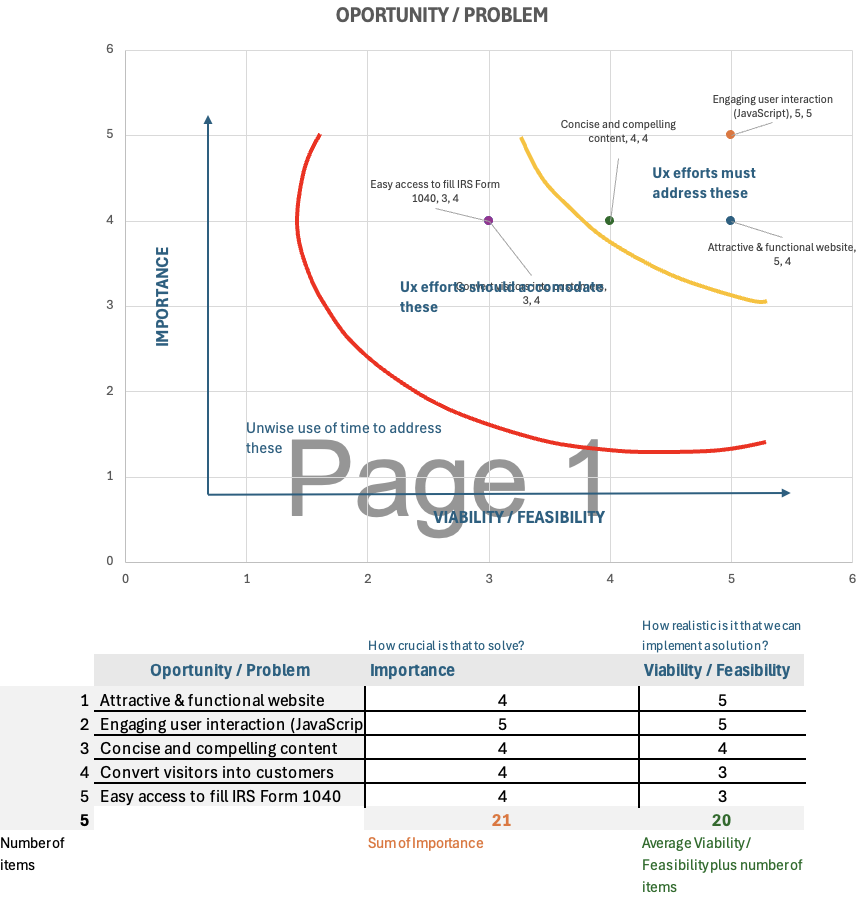 OPORTUNITY / PROBLEM
6
Engaging user interaction
(JavaScript), 5, 5
Concise and compelling
content, 4, 4
5
Ux efforts must
address these
Easy access to fill IRS Form
1040, 3, 4
4
Attractive & functional website,
5, 4
IMPORTANCE
Ux efforts should accomodate
these
Convert visitors into customers,
3, 4
3
2
Unwise use of time to address
these
Page 1
1
VIABILITY / FEASIBILITY
0
0 1 2 3 4 5 6
How crucial is that to solve?
How realistic is it that we can
implement a solution?
Oportunity / Problem Importance Viability / Feasibility
1 Attractive & functional website 4 5
2 Engaging user interaction (JavaScrip 5 5
3 Concise and compelling content 4 4
4 Convert visitors into customers 4 3
5 Easy access to fill IRS Form 1040 4 3
5 21 20
Number of
items
Sum of Importance
Average Viability /
Feasibility plus number of
items